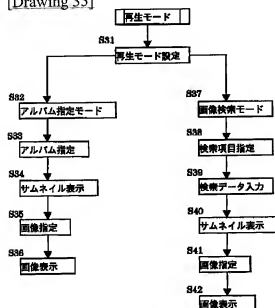 [Drawing 35]
再生モード
S31
再生モード設定
S32
アルバム指定モード
S33
アルバム指定
S34
サムネイル表示
S35
画像指定
S36
画像表示
S37
画像検索モード
S38
検索項目指定
S39
検索データ入力
S40
サムネイル表示
S41
画像指定
S42
画像表示